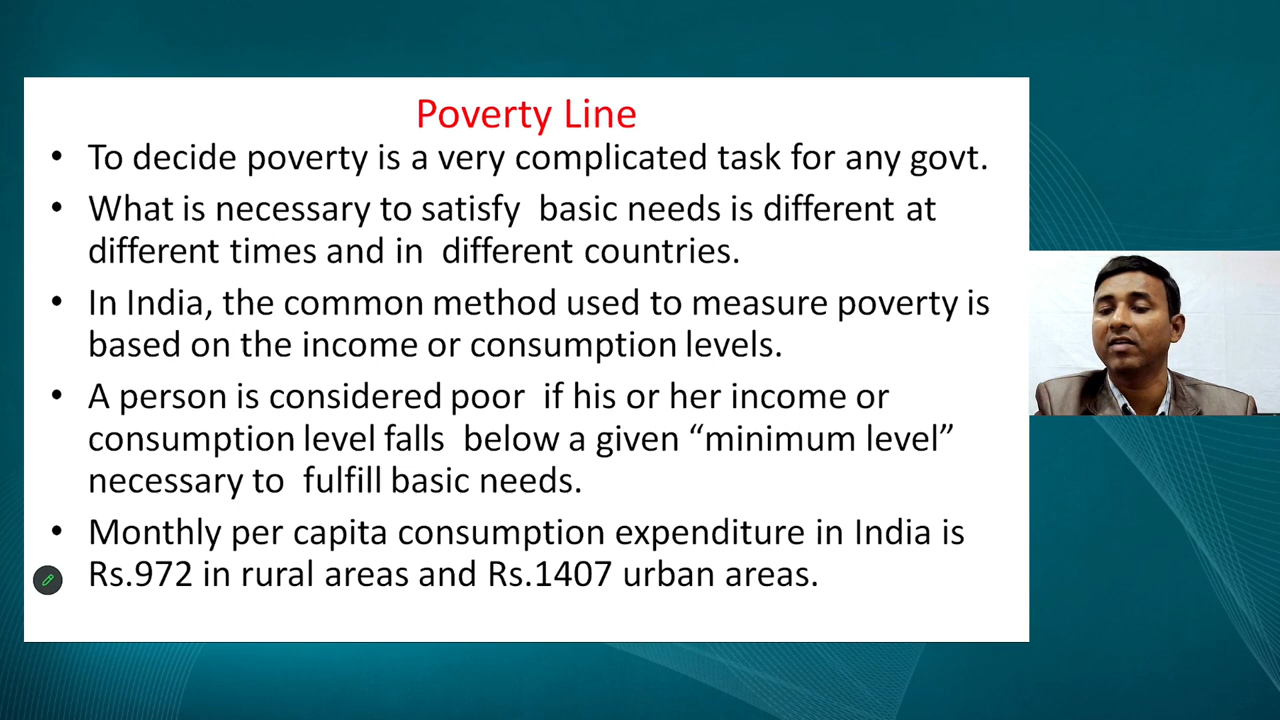 Poverty Line
• To decide poverty is a very complicated task for any govt.
• What is necessary to satisfy basic needs is different at
different times and in different countries.
• In India, the common method used to measure poverty is
based on the income or consumption levels.
• A person is considered poor if his or her income or
consumption level falls below a given “minimum level”
necessary to fulfill basic needs.
• Monthly per capita consumption expenditure in India is
Rs.972 in rural areas and Rs.1407 urban areas.